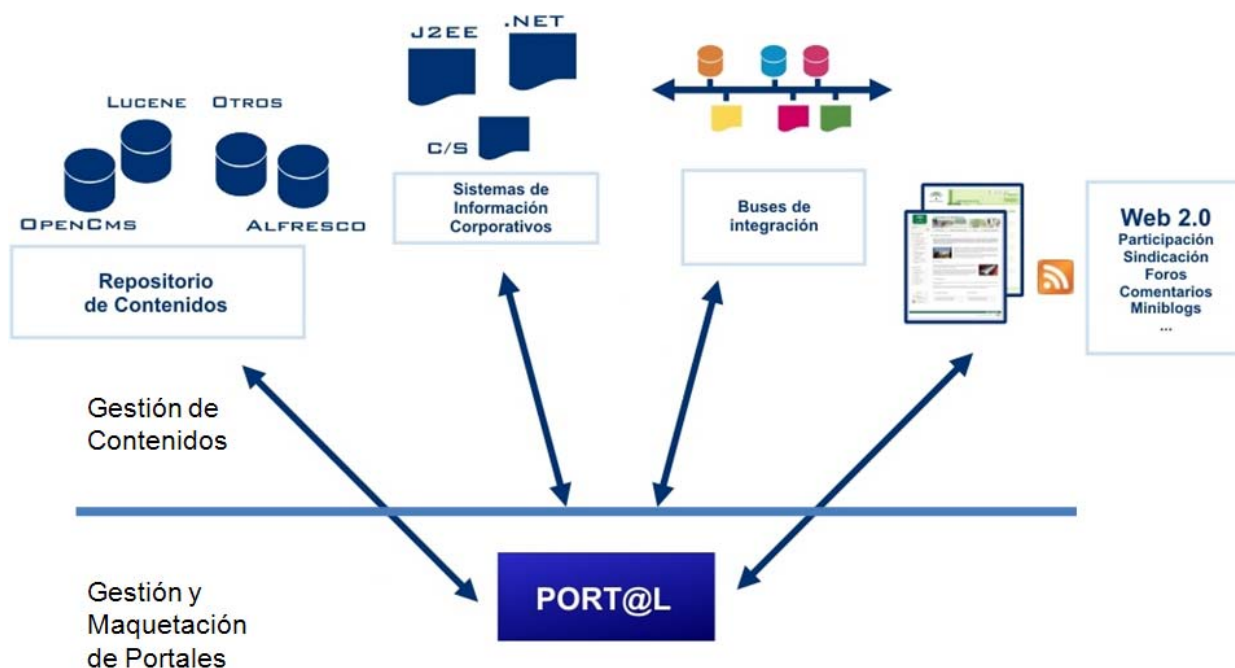 J2EE
.NET
LUCENE
OTROS
C/S
OPENCMS
ALFRESCO
Repositorio
de Contenidos
Sistemas de
Información
Corporativos
Buses de
integración
Web 2.0
Participación
Sindicación
Foros
Comentarios
Miniblogs
...
Gestión de
Contenidos
PORT@L
Gestión y
Maquetación
de Portales